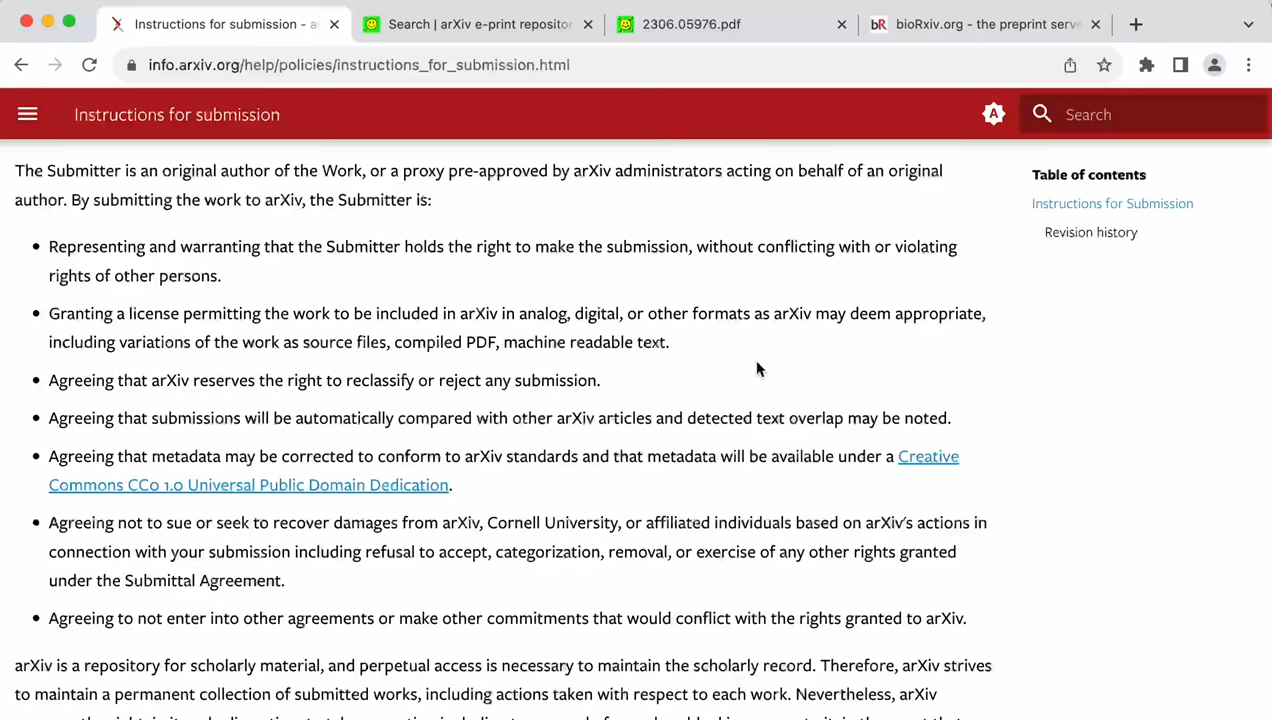 Instructions for submission - ar
Search | arXiv e-print repositor
2306.05976.pdf
bioRxiv.org - the preprint serve
info.arxiv.org/help/policies/instructions_for_submission.html
Instructions for submission
Search
The Submitter is an original author of the Work, or a proxy pre-approved by arXiv administrators acting on behalf of an original
author. By submitting the work to arXiv, the Submitter is:
Table of contents
Instructions for Submission
Revision history
• Representing and warranting that the Submitter holds the right to make the submission, without conflicting with or violating
rights of other persons.
• Granting a license permitting the work to be included in arXiv in analog, digital, or other formats as arXiv may deem appropriate,
including variations of the work as source files, compiled PDF, machine readable text.
• Agreeing that arXiv reserves the right to reclassify or reject any submission.
• Agreeing that submissions will be automatically compared with other arXiv articles and detected text overlap may be noted.
• Agreeing that metadata may be corrected to conform to arXiv standards and that metadata will be available under a Creative
Commons CC0 1.0 Universal Public Domain Dedication.
• Agreeing not to sue or seek to recover damages from arXiv, Cornell University, or affiliated individuals based on arXiv's actions in
connection with your submission including refusal to accept, categorization, removal, or exercise of any other rights granted
under the Submittal Agreement.
• Agreeing to not enter into other agreements or make other commitments that would conflict with the rights granted to arXiv.
arXiv is a repository for scholarly material, and perpetual access is necessary to maintain the scholarly record. Therefore, arXiv strives
to maintain a permanent collection of submitted works, including actions taken with respect to each work. Nevertheless, arXiv